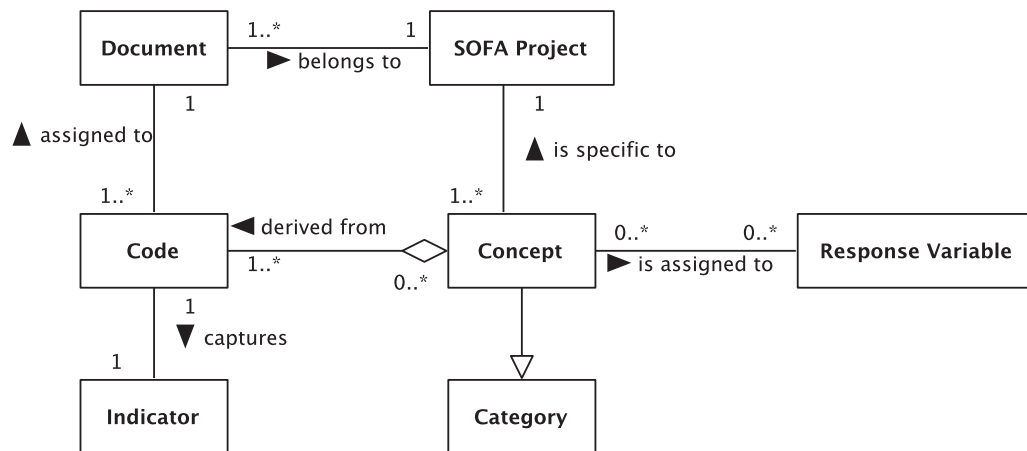 Document
1..*
1
SOFA Project
belongs to
1
1
assigned to
is specific to
1..*
1..*
Code
derived from
1..*
0..*
Concept
0..*
0..*
is assigned to
Response Variable
1
captures
1
Indicator
Category